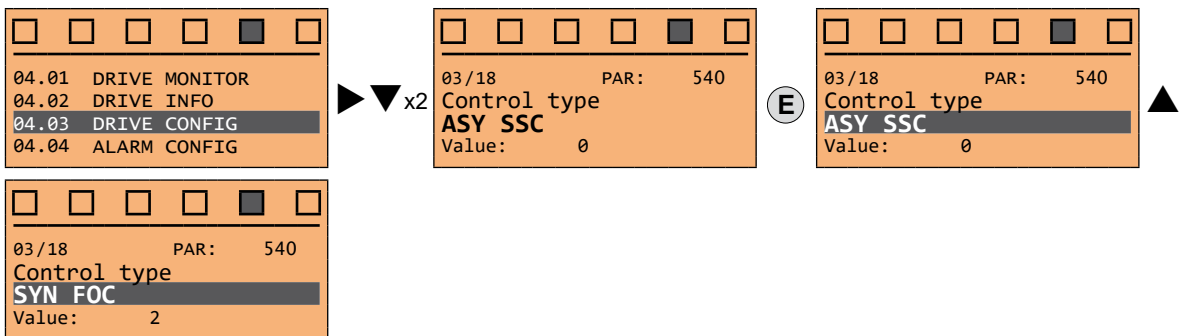 04.01 DRIVE MONITOR
04.02 DRIVE INFO
04.03 DRIVE CONFIG
04.04 ALARM CONFIG
x2
03/18 PAR: 540
Control type
ASY SSC
Value: 0
E
03/18 PAR: 540
Control type
ASY SSC
Value: 0
03/18 PAR: 540
Control type
SYN FOC
Value: 2